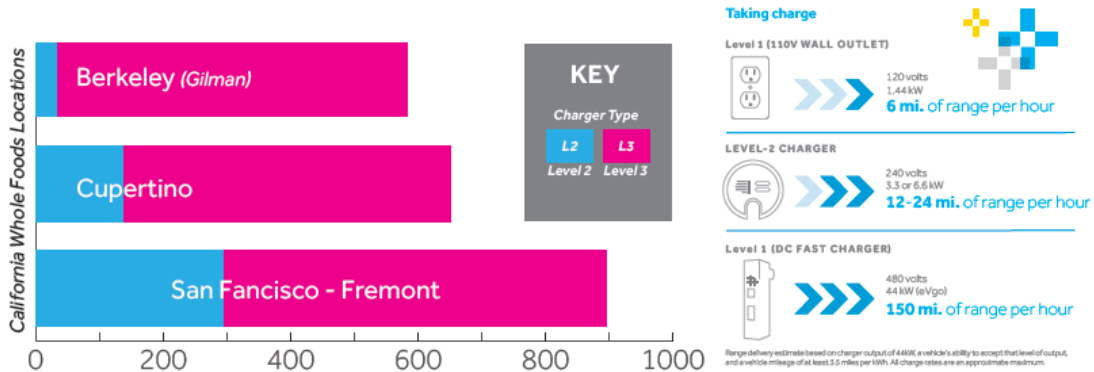 California Whole Foods Locations
Berkeley (Gilman)
Cupertino
San Fancisco - Fremont
0 200 400 600 800 1000
KEY
Charger Type
L2 L3
Level 2 Level 3
Taking charge
Level 1 (110V WALL OUTLET)
120 volts
1.44 kW
6 mi. of range per hour
LEVEL-2 CHARGER
240 volts
3.3 or 6.6 kW
12-24 mi. of range per hour
Level 1 (DC FAST CHARGER)
480 volts
44 kW (eVgo)
150 mi. of range per hour
Range delivery estimate based on charger output of 44kW, a vehicle's ability to accept that level of output,
and a vehicle mileage of at least 3.5 miles per kWh. All charge rates are an approximate maximum.